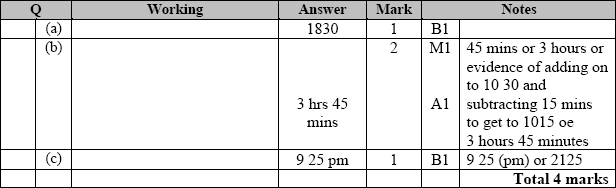 Q Working Answer Mark Notes
(a) 1830 1 B1
(b) 2 M1 45 mins or 3 hours or
evidence of adding on
to 10 30 and
3 hrs 45 A1 subtracting 15 mins
mins to get to 1015 oe
3 hours 45 minutes
(c) 9 25 pm 1 B1 9 25 (pm) or 2125
Total 4 marks